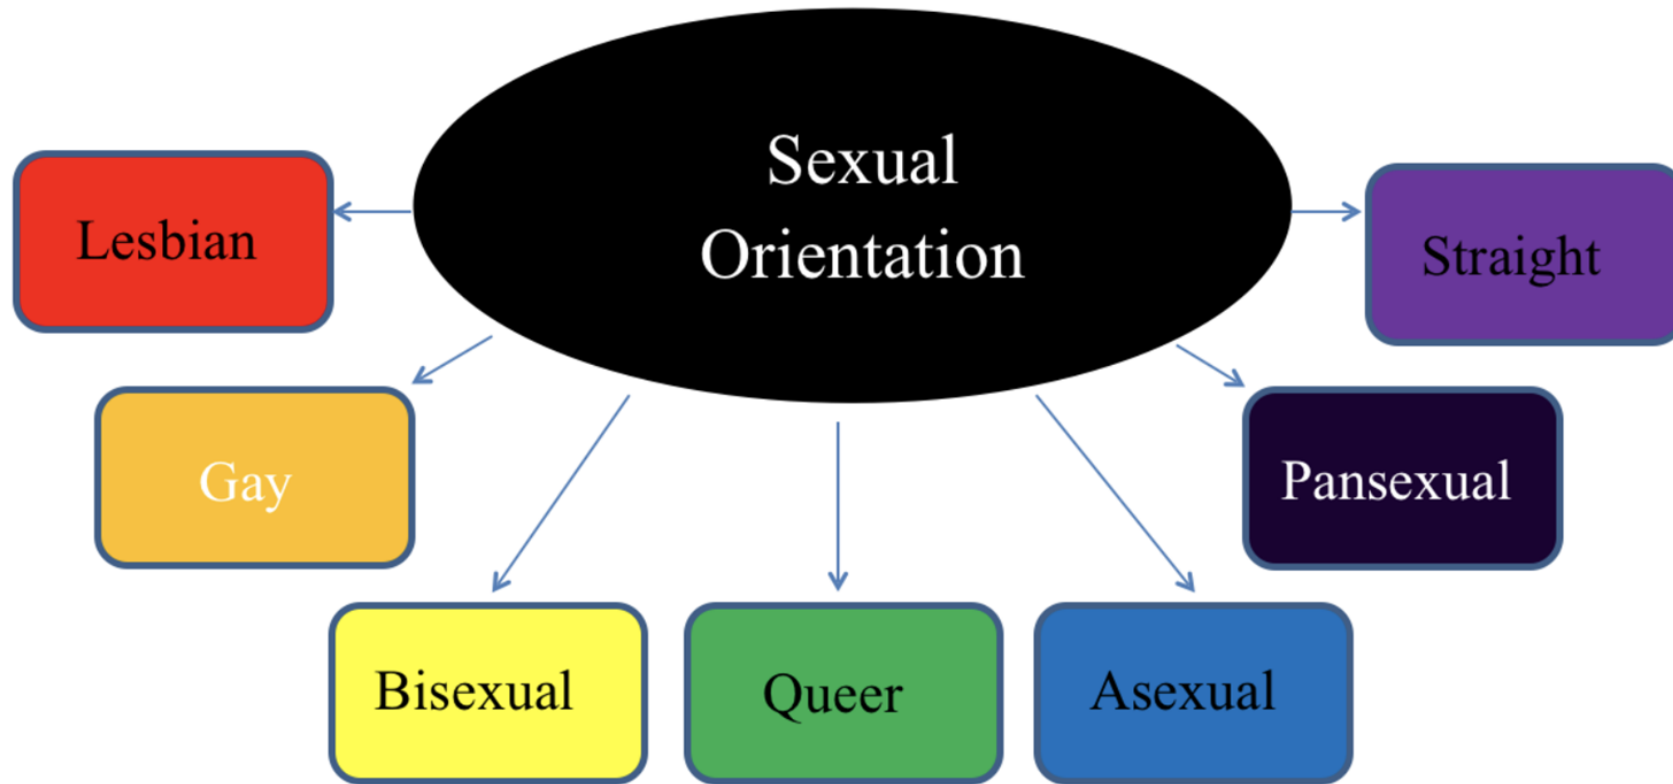 Sexual
Orientation
Lesbian
Straight
Gay
Pansexual
Bisexual
Queer
Asexual